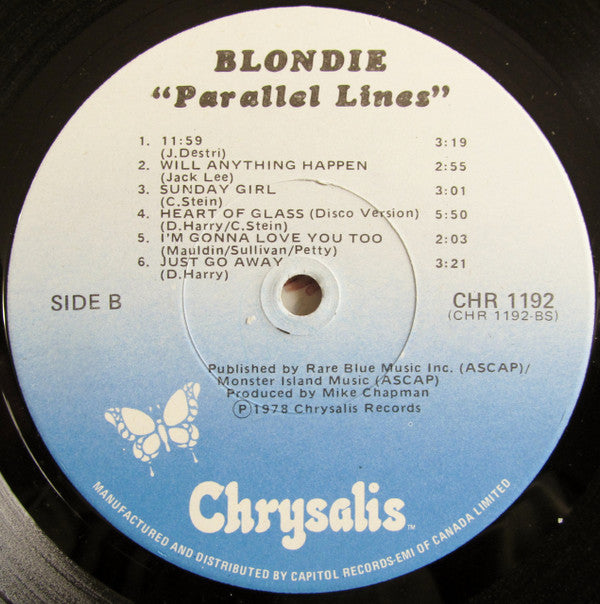 BLONDIE
"Parallel Lines"
1. 11:59 3:19
(J.Destri)
2. WILL ANYTHING HAPPEN 2:55
(Jack Lee)
3. SUNDAY GIRL 3:01
(C.Stein)
4. HEART OF GLASS (Disco Version) 5:50
(D.Harry/C.Stein)
5. I'M GONNA LOVE YOU TOO 2:03
(Mauldin/Sullivan/Petty)
6. JUST GO AWAY 3:21
(D.Harry)
SIDE B
CHR 1192
(CHR 1192-BS)
Published by Rare Blue Music Inc. (ASCAP)/
Monster Island Music (ASCAP)
Produced by Mike Chapman
Ⓟ1978 Chrysalis Records
Chrysalis™
MANUFACTURED AND DISTRIBUTED BY CAPITOL RECORDS-EMI OF CANADA LIMITED